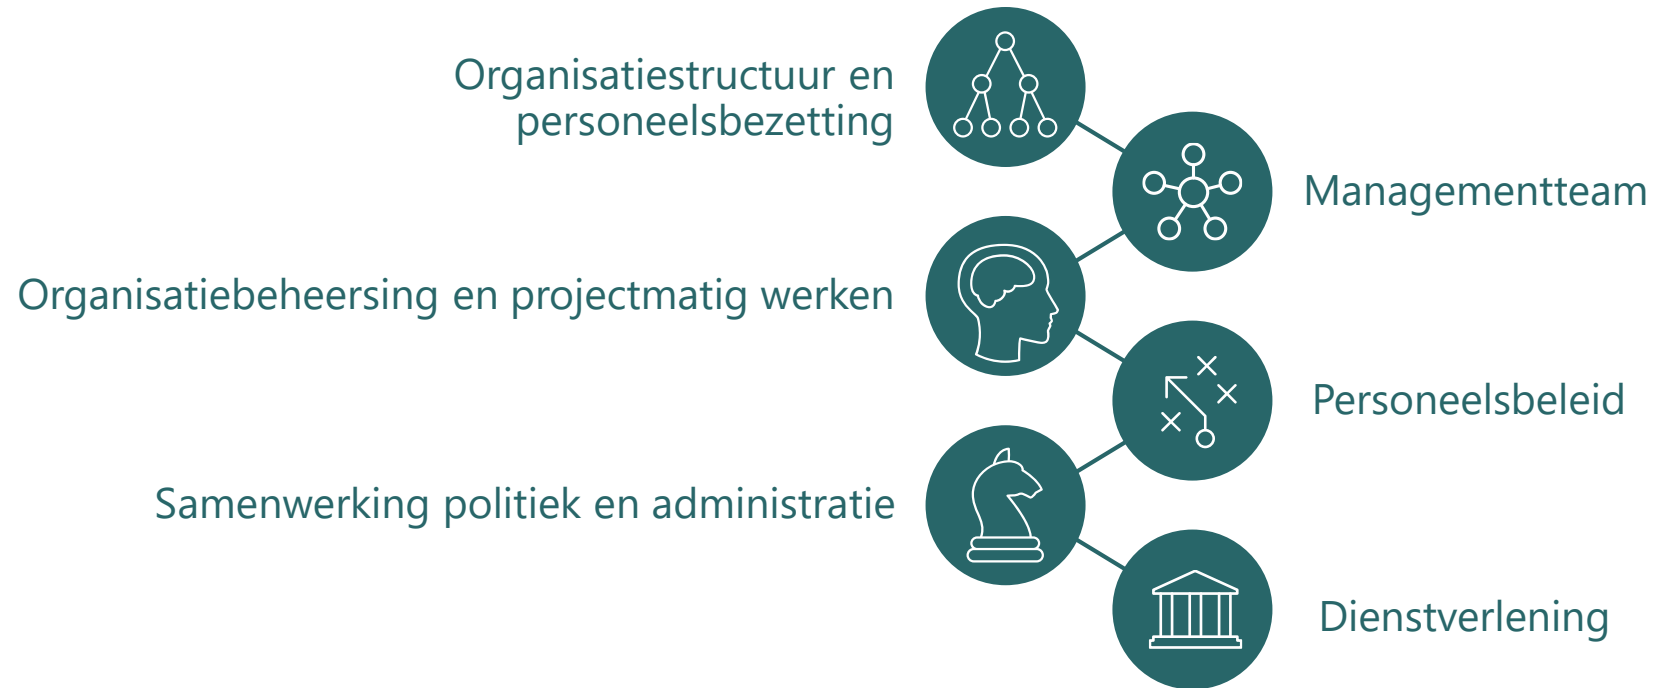 Organisatiestructuur en
personeelsbezetting
Managementteam
Organisatiebeheersing en projectmatig werken
Personeelsbeleid
Samenwerking politiek en administratie
Dienstverlening